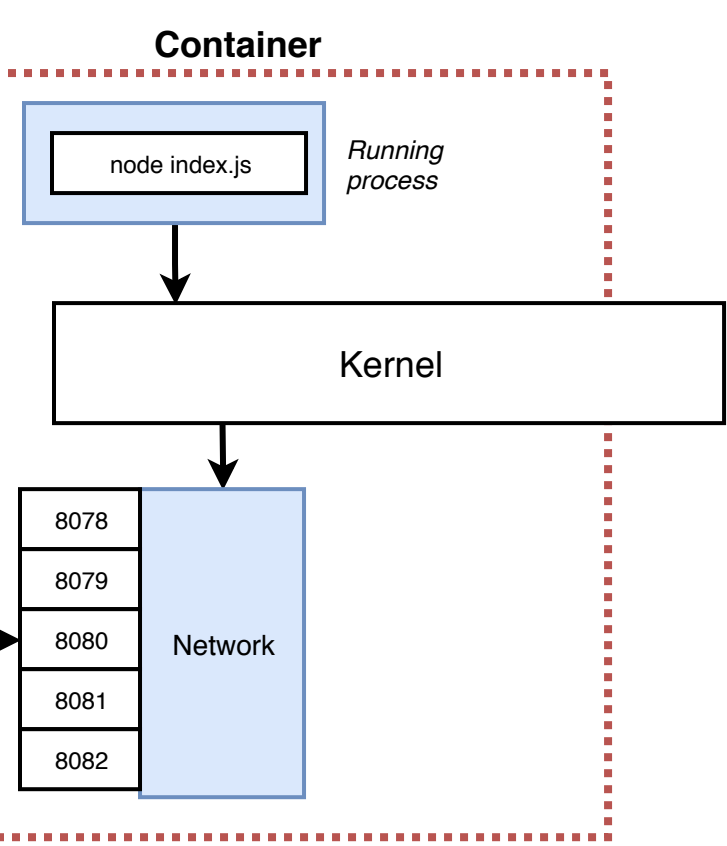 Container
node index.js
Running
process
Kernel
8078
8079
8080
8081
8082
Network